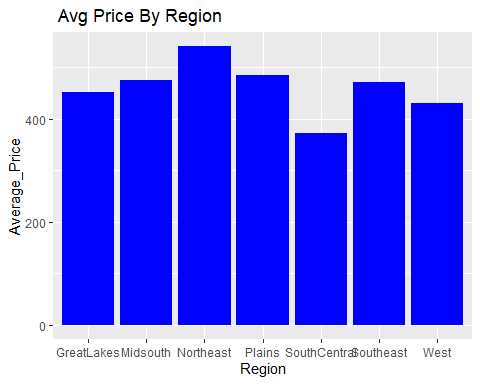 Avg Price By Region
Average_Price
400
200
0
GreatLakes Midsouth Northeast Plains SouthCentral Southeast West
Region